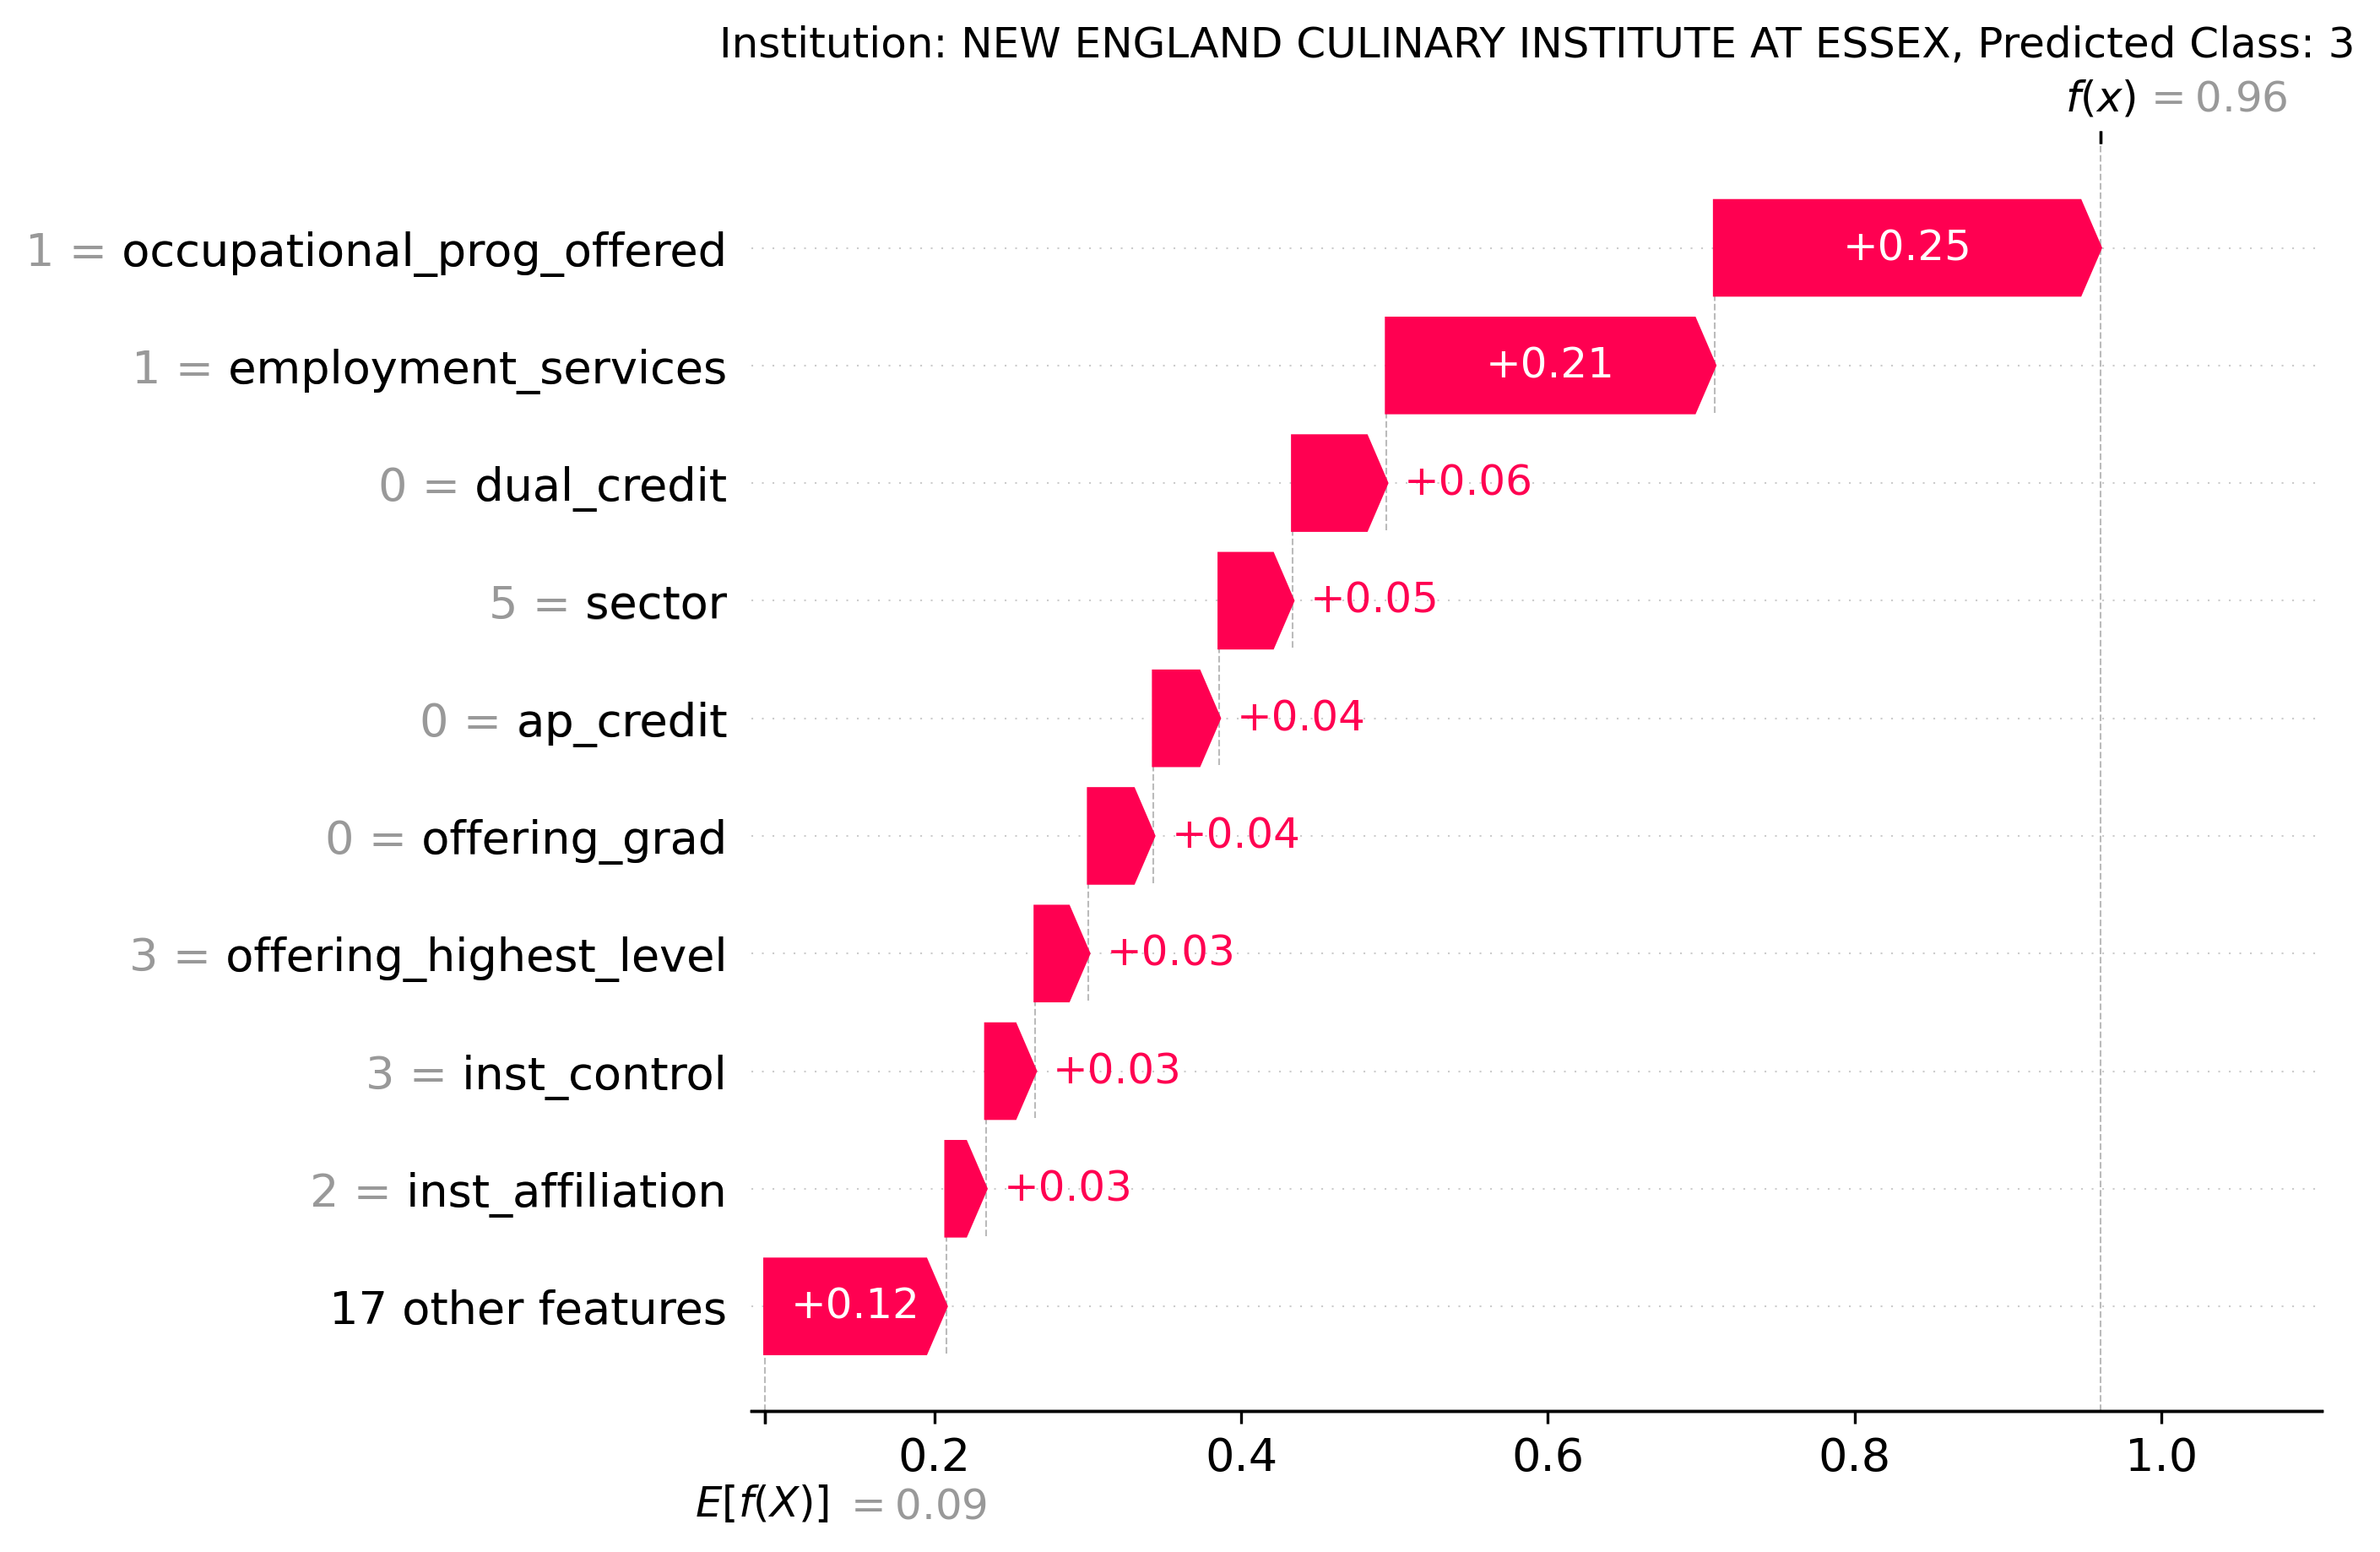 Institution: NEW ENGLAND CULINARY INSTITUTE AT ESSEX, Predicted Class: 3
f(x) = 0.96
1 = occupational_prog_offered +0.25
1 = employment_services +0.21
0 = dual_credit +0.06
5 = sector +0.05
0 = ap_credit +0.04
0 = offering_grad +0.04
3 = offering_highest_level +0.03
3 = inst_control +0.03
2 = inst_affiliation +0.03
17 other features +0.12
0.2 0.4 0.6 0.8 1.0
E[f(X)] = 0.09